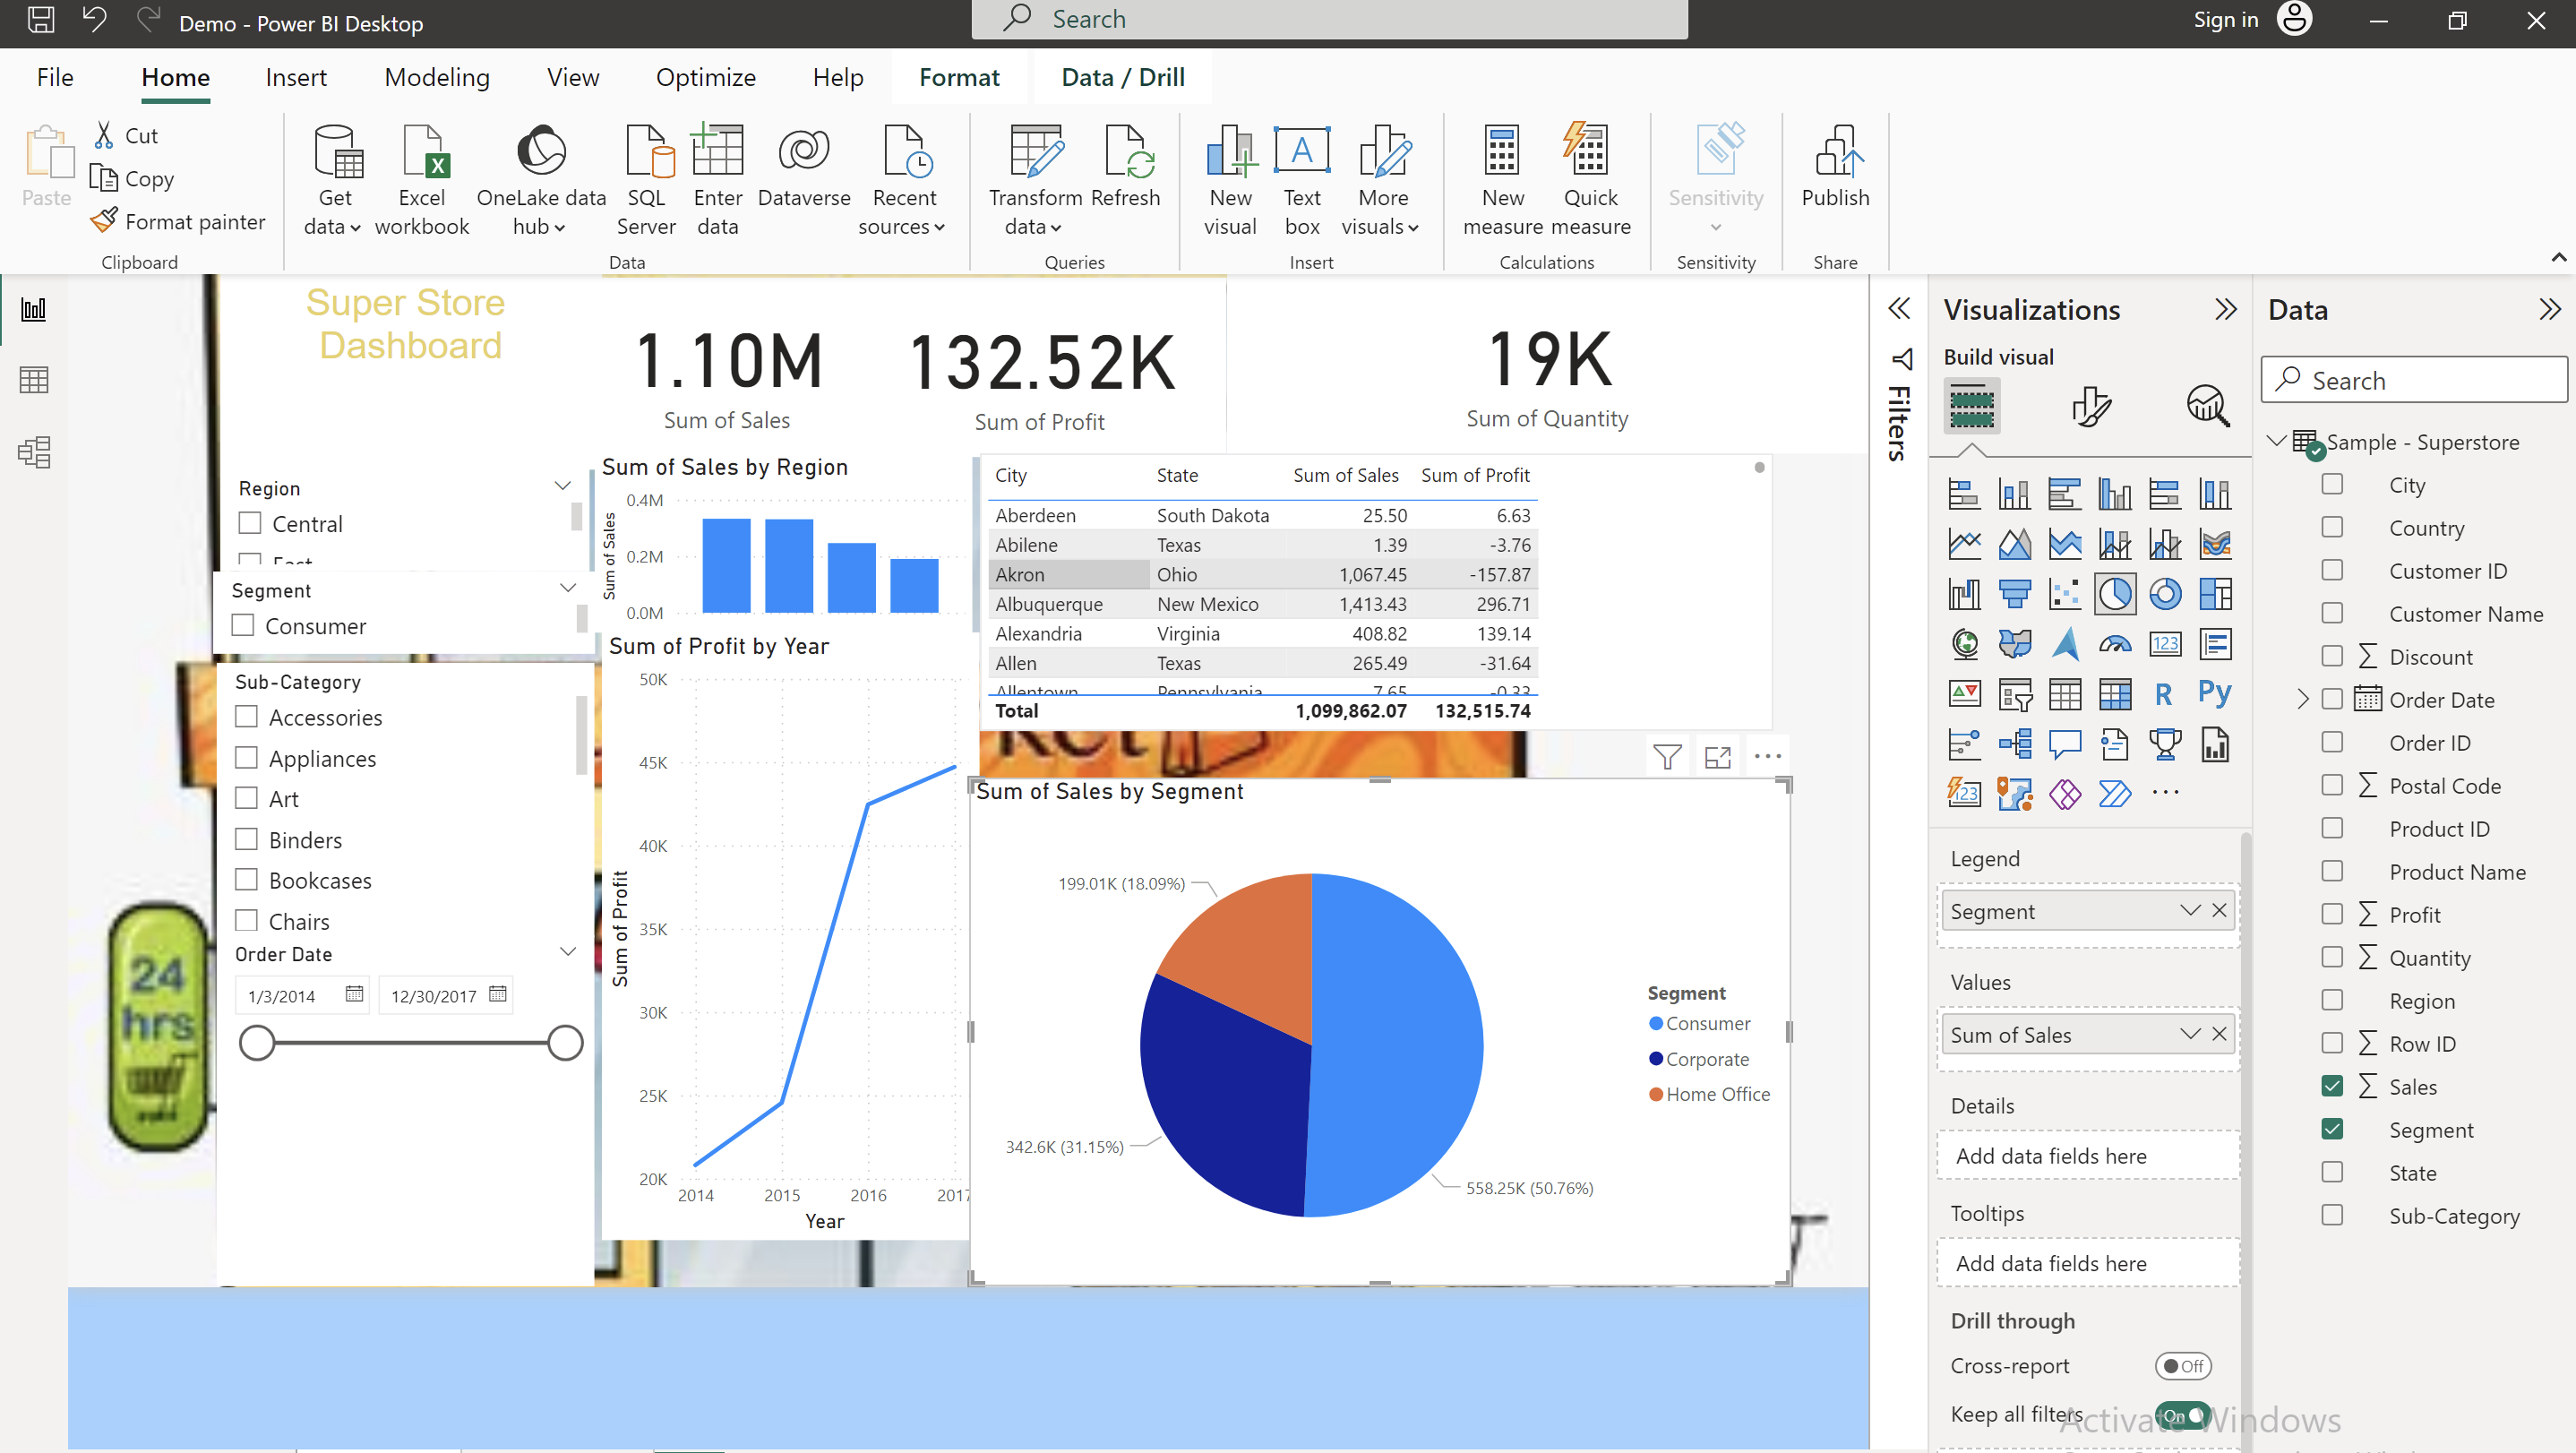 Demo - Power BI Desktop
Search
Sign in
File
Home
Insert
Modeling
View
Optimize
Help
Format
Data / Drill
Paste
Cut
Copy
Format painter
Clipboard
Get data
Excel workbook
OneLake data hub
SQL Server
Enter data
Dataverse
Recent sources
Data
Transform data
Refresh
Queries
New visual
Text box
More visuals
Insert
New measure
Quick measure
Calculations
Sensitivity
Sensitivity
Publish
Share
Super Store
Dashboard
1.10M
Sum of Sales
132.52K
Sum of Profit
19K
Sum of Quantity
Region
Central
East
Segment
Consumer
Sub-Category
Accessories
Appliances
Art
Binders
Bookcases
Chairs
Order Date
1/3/2014
12/30/2017
24
hrs
Sum of Sales by Region
Sum of Sales
0.4M
0.2M
0.0M
Sum of Profit by Year
Sum of Profit
50K
45K
40K
35K
30K
25K
20K
2014 2015 2016 2017
Year
City State Sum of Sales Sum of Profit
Aberdeen South Dakota 25.50 6.63
Abilene Texas 1.39 -3.76
Akron Ohio 1,067.45 -157.87
Albuquerque New Mexico 1,413.43 296.71
Alexandria Virginia 408.82 139.14
Allen Texas 265.49 -31.64
Allentown Pennsylvania 7.65 -0.33
Total 1,099,862.07 132,515.74
Sum of Sales by Segment
199.01K (18.09%)
342.6K (31.15%)
558.25K (50.76%)
Segment
Consumer
Corporate
Home Office
Filters
Visualizations
Build visual
123
R
Py
123
Legend
Segment
Values
Sum of Sales
Details
Add data fields here
Tooltips
Add data fields here
Drill through
Cross-report
Off
Keep all filters
On
Data
Search
Sample - Superstore
City
Country
Customer ID
Customer Name
Discount
Order Date
Order ID
Postal Code
Product ID
Product Name
Profit
Quantity
Region
Row ID
Sales
Segment
State
Sub-Category
Activate Windows